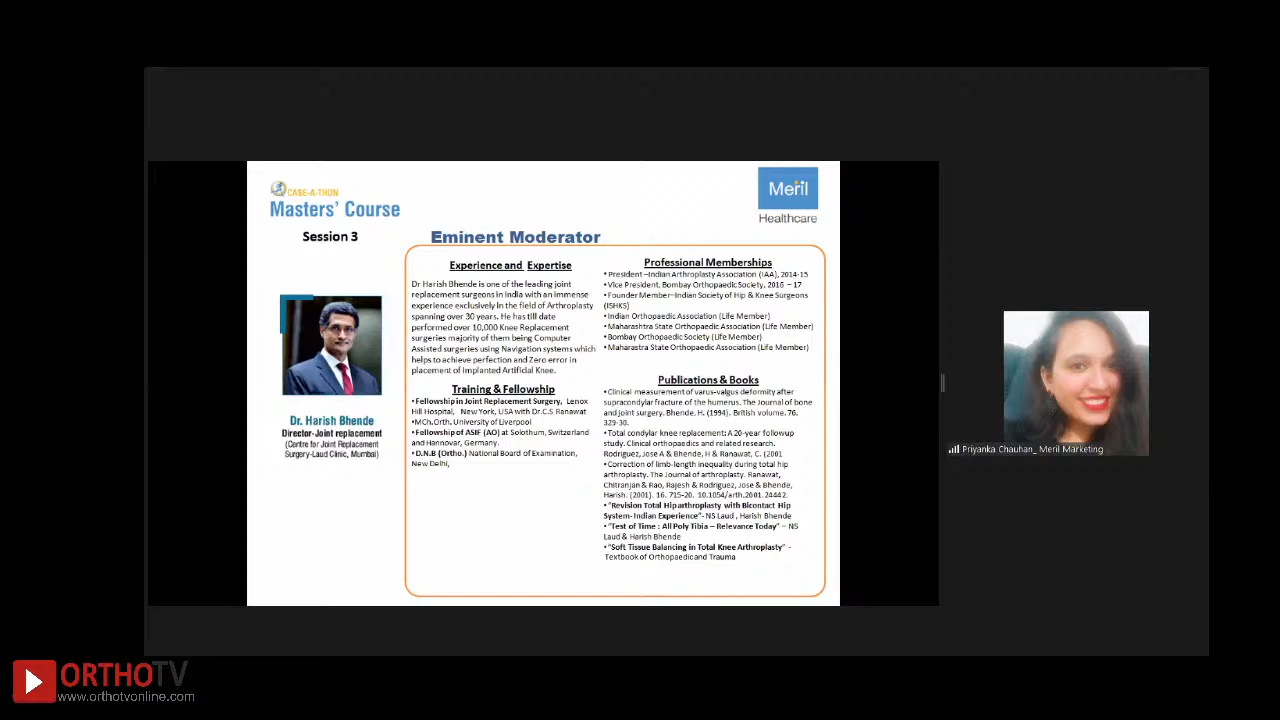 CASE-A-THON
Masters' Course
Meril
Healthcare
Session 3
Eminent Moderator
Dr. Harish Bhende
Director-Joint replacement
(Centre for Joint Replacement
Surgery-Laud Clinic, Mumbai)
Experience and Expertise
Dr Harish Bhende is one of the leading joint
replacement surgeons in India with an immense
experience exclusively in the field of Arthroplasty
spanning over 30 years. He has till date
performed over 10,000 Knee Replacement
surgeries majority of them being Computer
Assisted surgeries using Navigation systems which
helps to achieve perfection and Zero error in
placement of Implanted Artificial Knee.
Training & Fellowship
•Fellowship in Joint Replacement Surgery, Lenox
Hill Hospital, New York, USA with Dr.C.S Ranawat
•MCh.Orth. University of Liverpool
•Fellowship of ASIF (AO) at Solothum, Switzerland
and Hannovar, Germany.
•D.N.B (Ortho.) National Board of Examination,
New Delhi,
Professional Memberships
•President–Indian Arthroplasty Association (IAA), 2014-15
•Vice President, Bombay Orthopaedic Society, 2016 – 17
•Founder Member–Indian Society of Hip & Knee Surgeons
(ISHKS)
•Indian Orthopaedic Association (Life Member)
•Maharashtra State Orthopaedic Association (Life Member)
•Bombay Orthopaedic Society (Life Member)
•Maharastra State Orthopaedic Association (Life Member)
Publications & Books
•Clinical measurement of varus-valgus deformity after
supracondylar fracture of the humerus. The Journal of bone
and joint surgery. Bhende, H. (1994). British volume. 76.
329-30.
•Total condylar knee replacement: A 20-year followup
study. Clinical orthopaedics and related research.
Rodriguez, Jose A & Bhende, H & Ranawat, C. (2001
•Correction of limb-length inequality during total hip
arthroplasty. The Journal of arthroplasty. Ranawat,
Chitranjan & Rao, Rajesh & Rodriguez, Jose & Bhende,
Harish. (2001). 16. 715-20. 10.1054/arth.2001.24442.
•"Revision Total Hip arthroplasty with Bicontact Hip
System- Indian Experience"- NS Laud , Harish Bhende
•"Test of Time : All Poly Tibia – Relevance Today" – NS
Laud & Harish Bhende
•"Soft Tissue Balancing in Total Knee Arthroplasty" -
Textbook of Orthopaedic and Trauma
Priyanka Chauhan_ Meril Marketing
ORTHOTV
www.orthotvonline.com